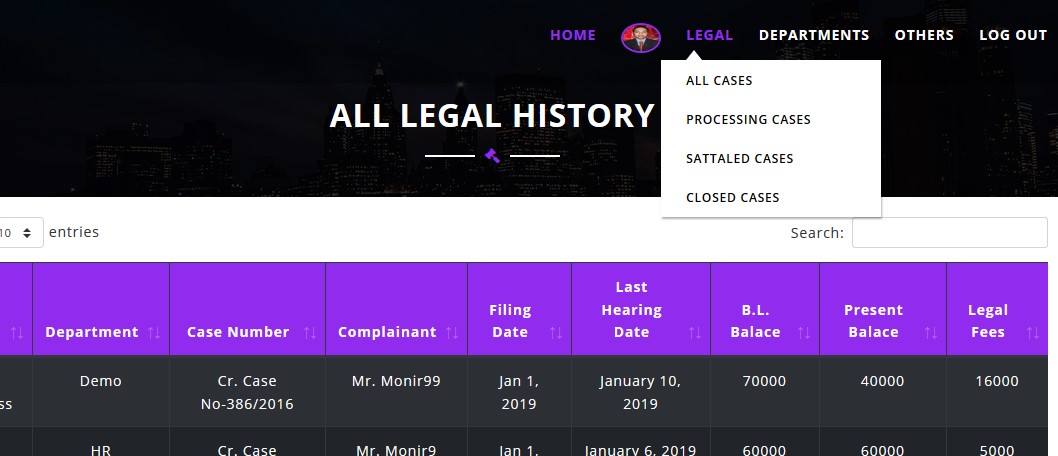 HOME LEGAL DEPARTMENTS OTHERS LOG OUT
ALL CASES
ALL LEGAL HISTORY
PROCESSING CASES
SATTALED CASES
CLOSED CASES
10 entries
Search:
Department Case Number Complainant Filing Date Last Hearing Date B.L. Balace Present Balace Legal Fees
Demo Cr. Case Mr. Monir99 Jan 1, January 10, 70000 40000 16000
ss No-386/2016 2019 2019
HR Cr. Case Mr. Monir9 Jan 1, January 6, 2019 60000 60000 5000